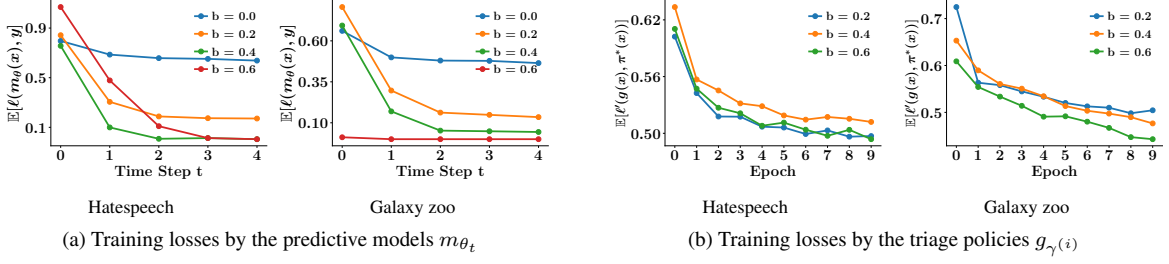 𝔼[ℓ(m_θ(x), y]
0.9
0.5
0.1
b = 0.0
b = 0.2
b = 0.4
b = 0.6
0 1 2 3 4
Time Step t
Hatespeech
𝔼[ℓ(m_θ(x), y]
0.60
0.35
0.10
b = 0.0
b = 0.2
b = 0.4
b = 0.6
0 1 2 3 4
Time Step t
Galaxy zoo
(a) Training losses by the predictive models m_{θ_t}
𝔼[ℓ′(g(x), π*(x))]
0.62
0.56
0.50
b = 0.2
b = 0.4
b = 0.6
0 1 2 3 4 5 6 7 8 9
Epoch
Hatespeech
𝔼[ℓ′(g(x), π*(x))]
0.7
0.6
0.5
b = 0.2
b = 0.4
b = 0.6
0 1 2 3 4 5 6 7 8 9
Epoch
Galaxy zoo
(b) Training losses by the triage policies g_{γ^{(i)}}